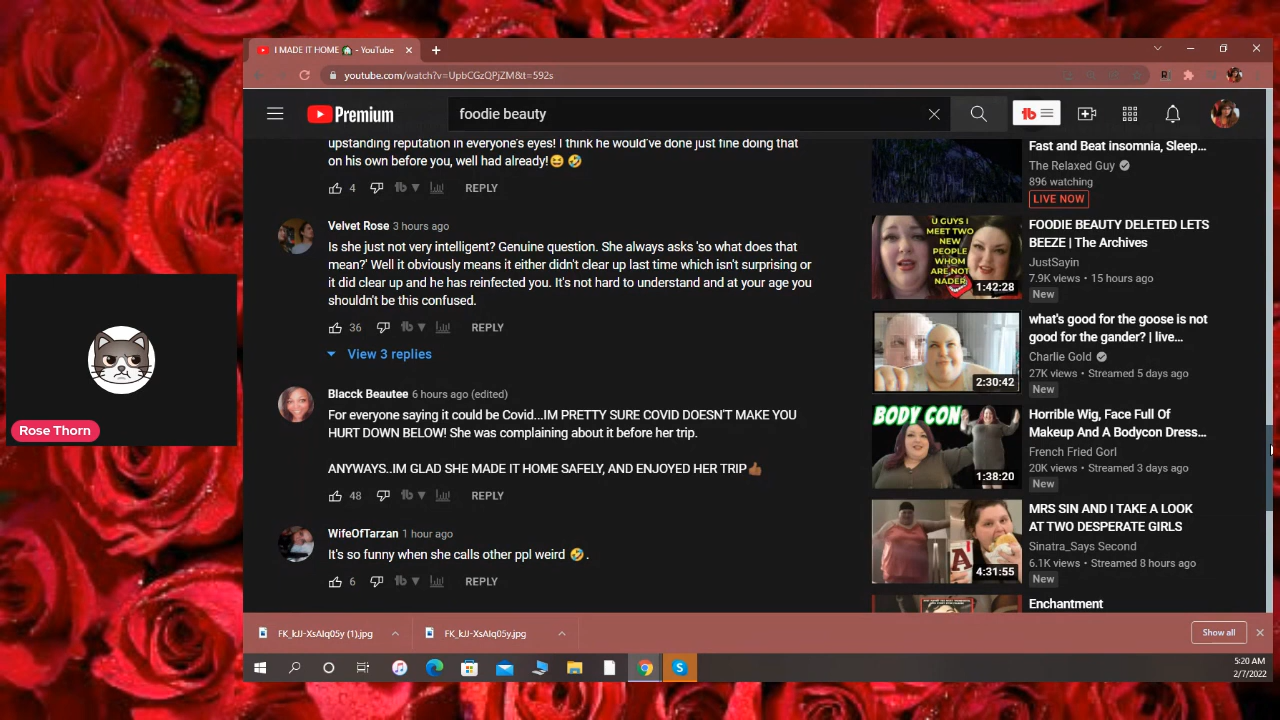 I MADE IT HOME 🏠 - YouTube
youtube.com/watch?v=UpbCGzQPjZM&t=592s
Premium
foodie beauty
upstanding reputation in everyone's eyes! I think he would've done just fine doing that
on his own before you, well had already!😆 🤣
4
REPLY
Velvet Rose 3 hours ago
Is she just not very intelligent? Genuine question. She always asks 'so what does that
mean?' Well it obviously means it either didn't clear up last time which isn't surprising or
it did clear up and he has reinfected you. It's not hard to understand and at your age you
shouldn't be this confused.
36
REPLY
View 3 replies
Blacck Beautee 6 hours ago (edited)
For everyone saying it could be Covid...IM PRETTY SURE COVID DOESN'T MAKE YOU
HURT DOWN BELOW! She was complaining about it before her trip.
ANYWAYS..IM GLAD SHE MADE IT HOME SAFELY, AND ENJOYED HER TRIP👍🏾
48
REPLY
WifeOfTarzan 1 hour ago
It's so funny when she calls other ppl weird 🤣.
6
REPLY
Fast and Beat insomnia, Sleep...
The Relaxed Guy
896 watching
LIVE NOW
U GUYS I
MEET TWO
NEW
PEOPLE
WHOM
ARE NOT
NADER
1:42:28
FOODIE BEAUTY DELETED LETS
BEEZE | The Archives
JustSayin
7.9K views • 15 hours ago
New
2:30:42
what's good for the goose is not
good for the gander? | live...
Charlie Gold
27K views • Streamed 5 days ago
New
BODY CON
1:38:20
Horrible Wig, Face Full Of
Makeup And A Bodycon Dress...
French Fried Gorl
20K views • Streamed 3 days ago
New
A
4:31:55
MRS SIN AND I TAKE A LOOK
AT TWO DESPERATE GIRLS
Sinatra_Says Second
6.1K views • Streamed 8 hours ago
New
Enchantment
Rose Thorn
FK_kJJ-XsAIq05y (1).jpg
FK_kJJ-XsAIq05y.jpg
Show all
5:20 AM
2/7/2022